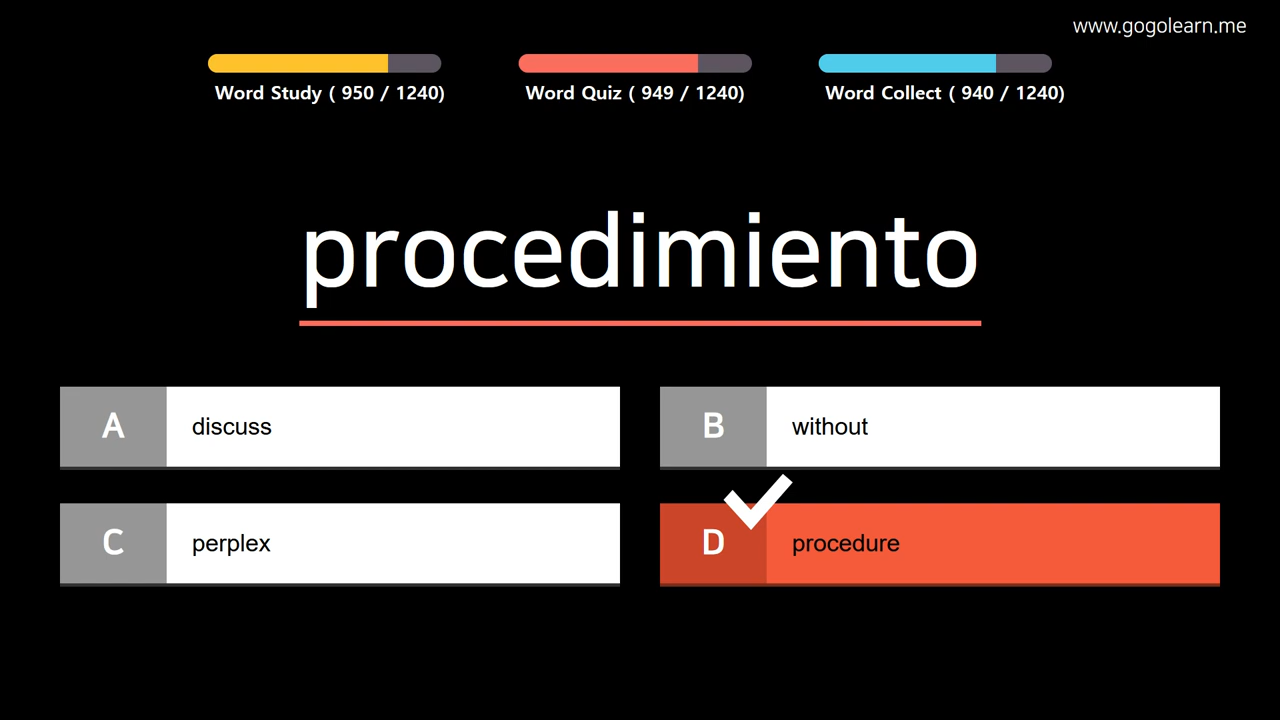 www.gogolearn.me
Word Study ( 950 / 1240)
Word Quiz ( 949 / 1240)
Word Collect ( 940 / 1240)
procedimiento
A discuss
B without
C perplex
D procedure